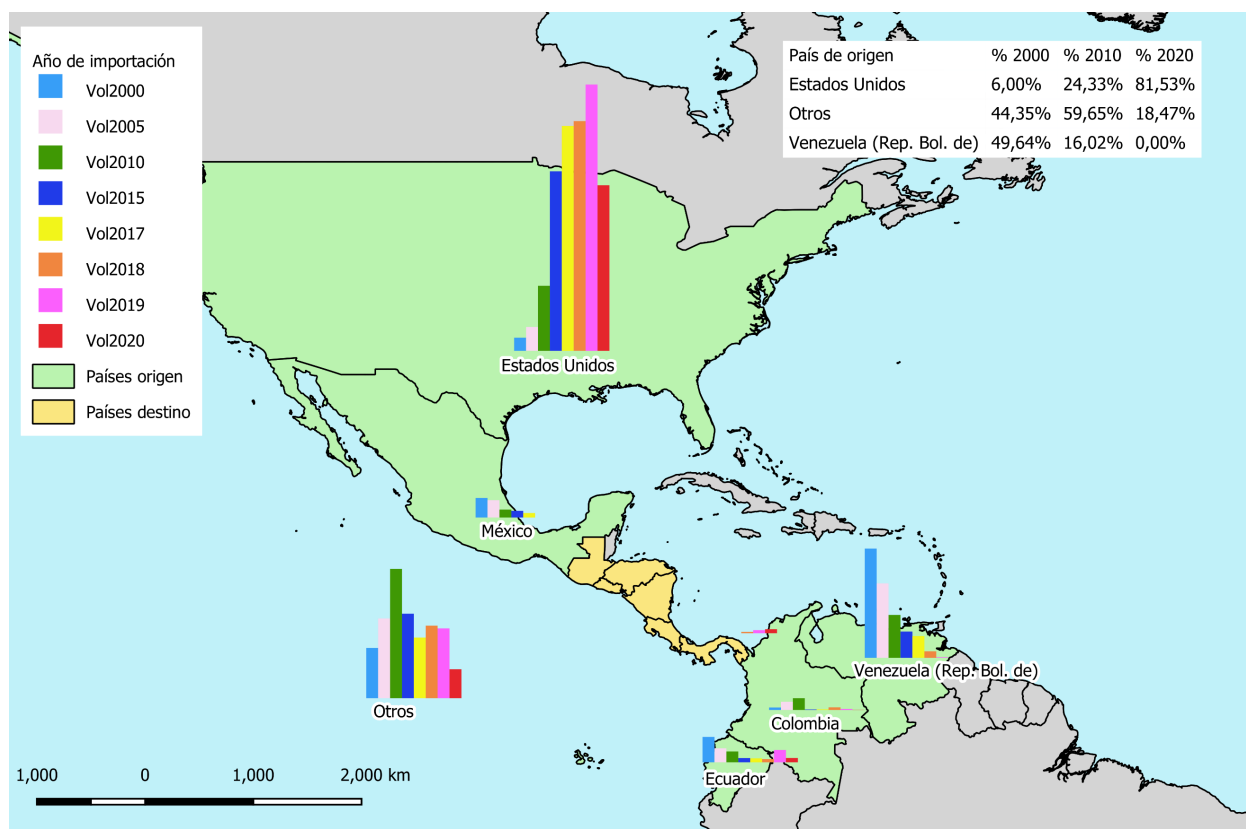 Año de importación
Vol2000
Vol2005
Vol2010
Vol2015
Vol2017
Vol2018
Vol2019
Vol2020
Países origen
Países destino
País de origen % 2000 % 2010 % 2020
Estados Unidos 6,00% 24,33% 81,53%
Otros 44,35% 59,65% 18,47%
Venezuela (Rep. Bol. de) 49,64% 16,02% 0,00%
Estados Unidos
México
Venezuela (Rep. Bol. de)
Otros
Colombia
Ecuador
1,000 0 1,000 2,000 km